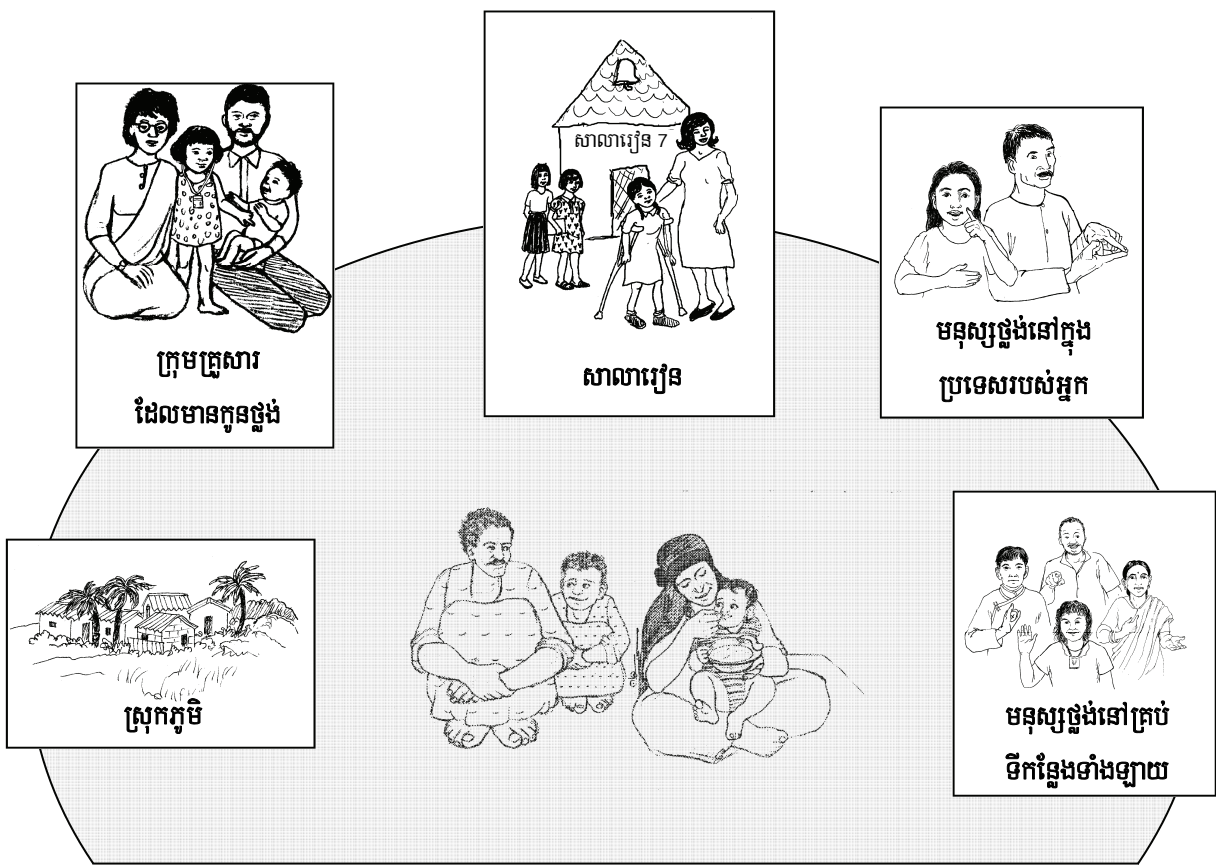 ក្រុមគ្រួសារ
ដែលមានកូនថ្លង់
សាលារៀន 7
សាលារៀន
មនុស្សថ្លង់នៅក្នុង
ប្រទេសរបស់អ្នក
ស្រុកភូមិ
មនុស្សថ្លង់នៅគ្រប់
ទីកន្លែងទាំងឡាយ